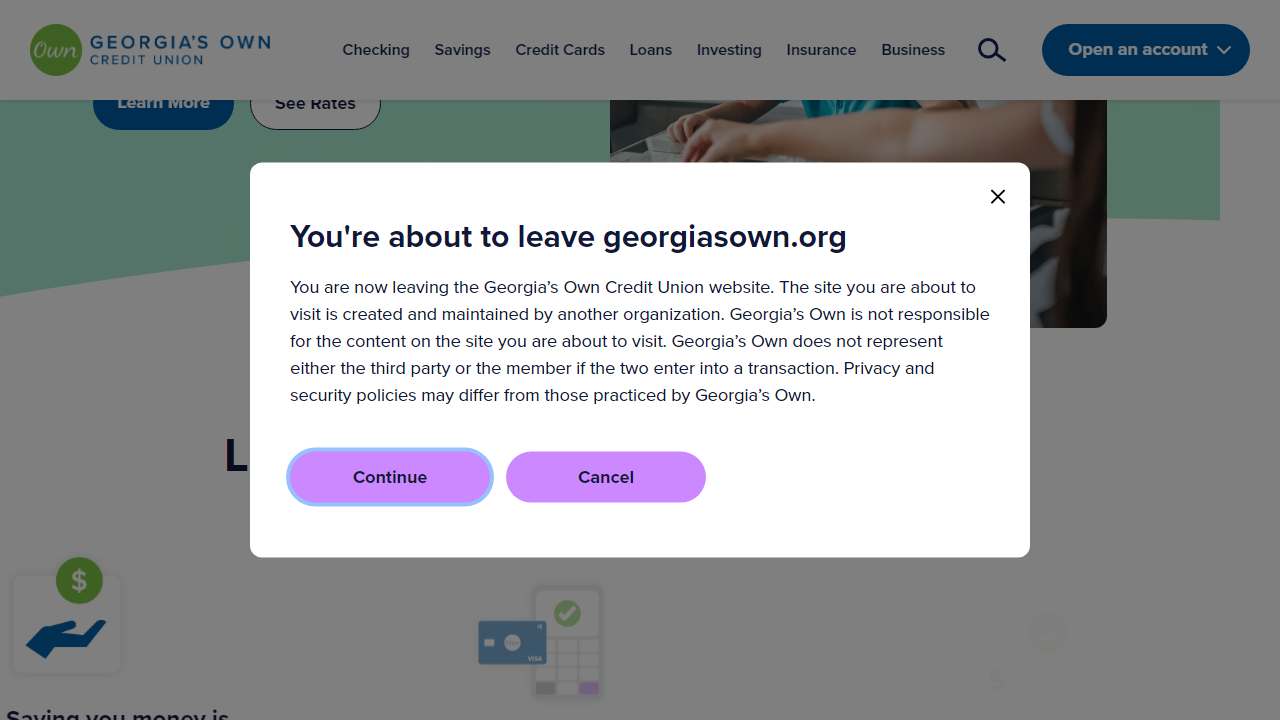 Own GEORGIA'S OWN
CREDIT UNION
Checking Savings Credit Cards Loans Investing Insurance Business Open an account
Learn More See Rates
You're about to leave georgiasown.org
You are now leaving the Georgia’s Own Credit Union website. The site you are about to
visit is created and maintained by another organization. Georgia’s Own is not responsible
for the content on the site you are about to visit. Georgia’s Own does not represent
either the third party or the member if the two enter into a transaction. Privacy and
security policies may differ from those practiced by Georgia’s Own.
Continue Cancel
L
$
VISA
$
Saving you money is